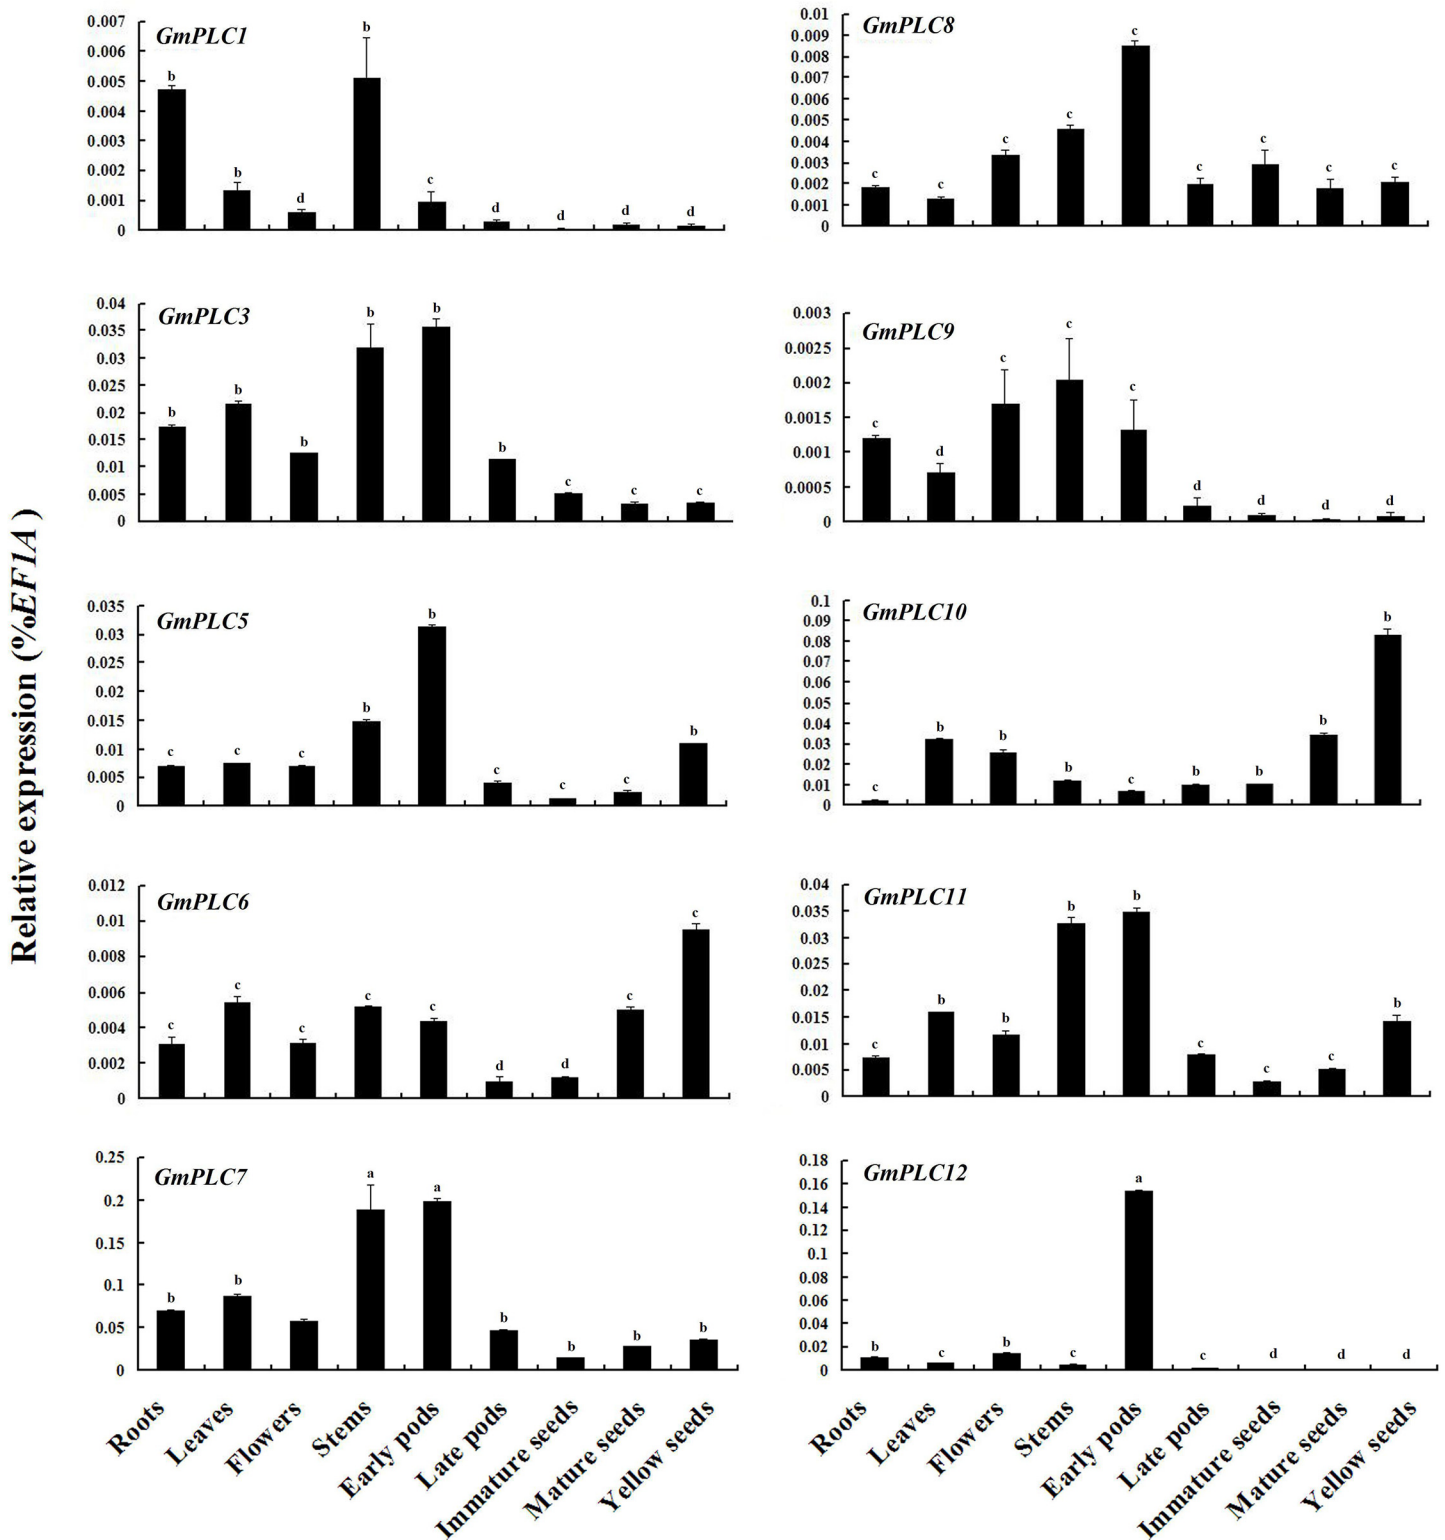 Relative expression (%EF1A )
GmPLC1
0.007
0.006
0.005
0.004
0.003
0.002
0.001
0
b b d b c d d d d
GmPLC3
0.04
0.035
0.03
0.025
0.02
0.015
0.01
0.005
0
b b b b b b c c c
GmPLC5
0.035
0.03
0.025
0.02
0.015
0.01
0.005
0
c c c b b c c c b
GmPLC6
0.012
0.01
0.008
0.006
0.004
0.002
0
c c c c c d d c c
GmPLC7
0.25
0.2
0.15
0.1
0.05
0
b b a a b b b b
Roots
Leaves
Flowers
Stems
Early pods
Late pods
Immature seeds
Mature seeds
Yellow seeds
GmPLC8
0.01
0.009
0.008
0.007
0.006
0.005
0.004
0.003
0.002
0.001
0
c c c c c c c c c
GmPLC9
0.003
0.0025
0.002
0.0015
0.001
0.0005
0
c d c c c d d d d
GmPLC10
0.1
0.09
0.08
0.07
0.06
0.05
0.04
0.03
0.02
0.01
0
c b b b c b b b b
GmPLC11
0.04
0.035
0.03
0.025
0.02
0.015
0.01
0.005
0
c b b b b c c c b
GmPLC12
0.18
0.16
0.14
0.12
0.1
0.08
0.06
0.04
0.02
0
b c b c a c d d d
Roots
Leaves
Flowers
Stems
Early pods
Late pods
Immature seeds
Mature seeds
Yellow seeds